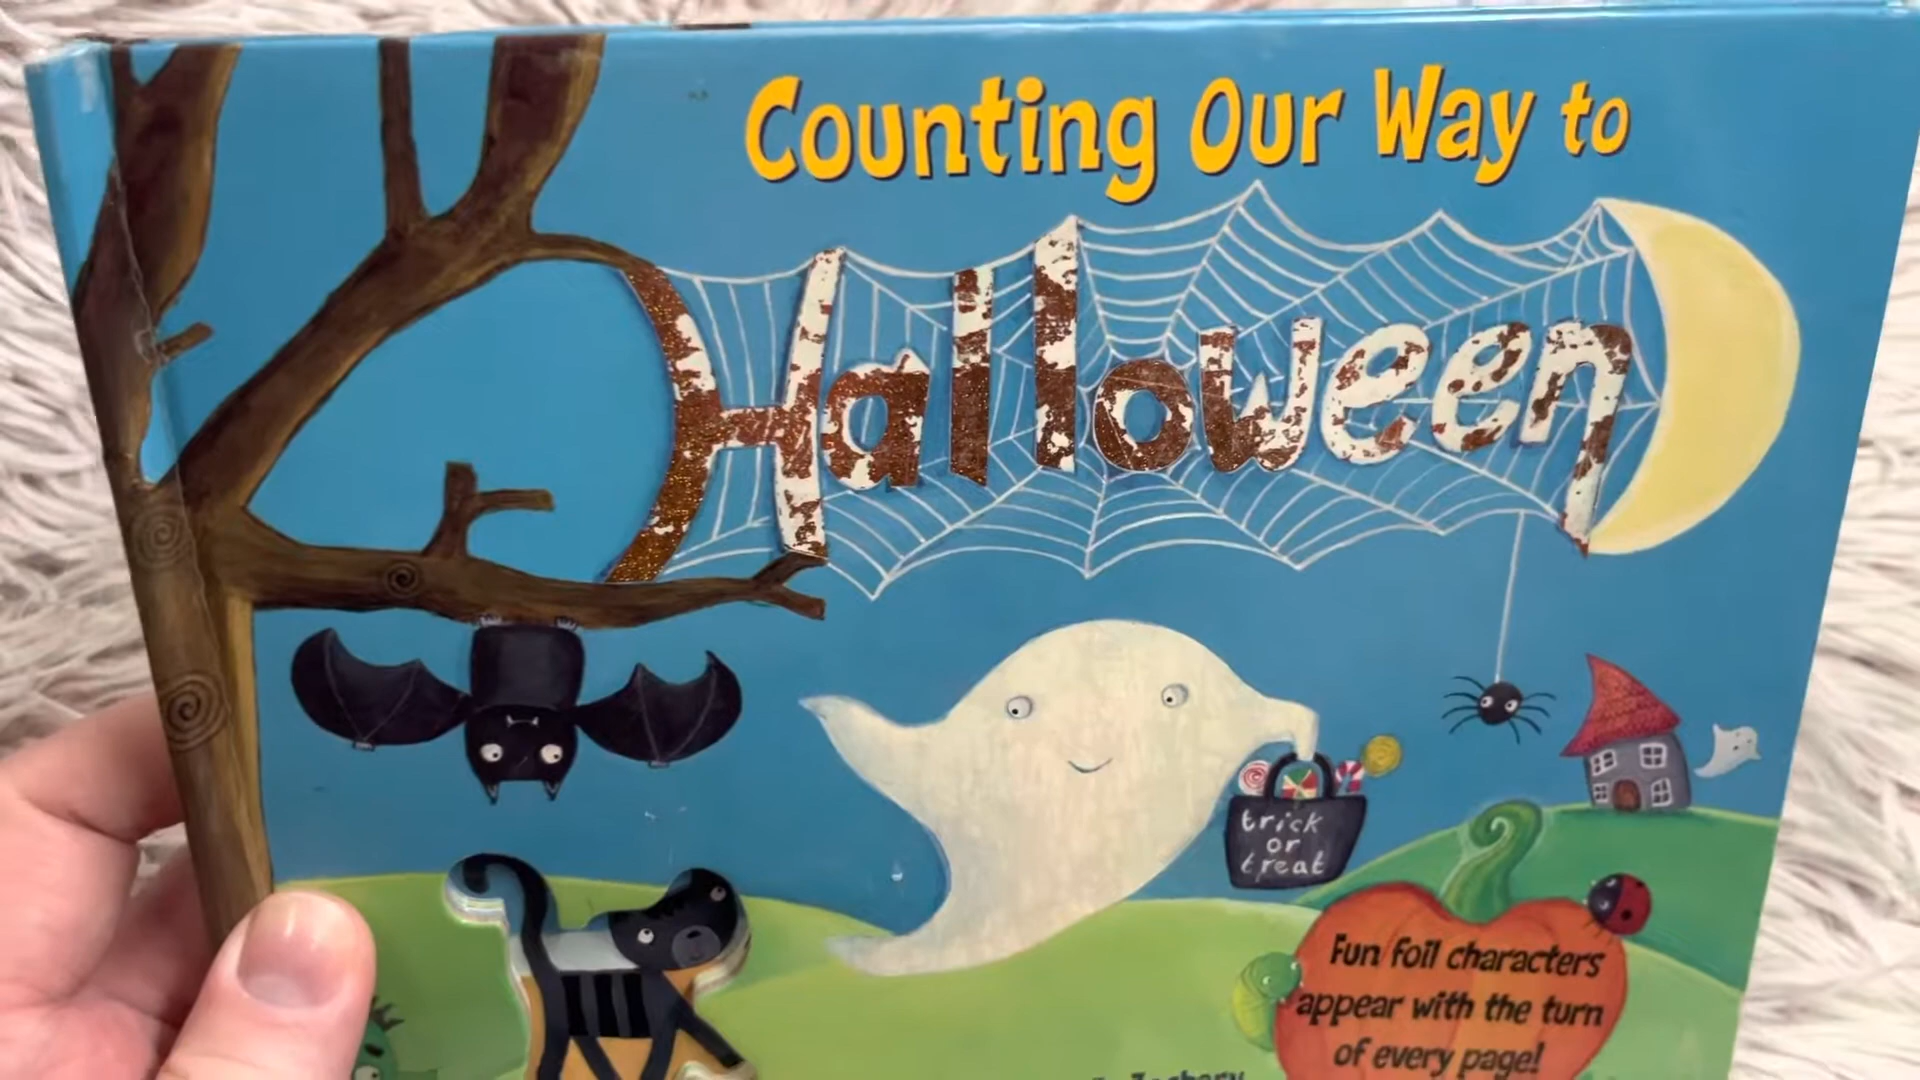 Counting Our Way to
Halloween
trick
or
treat
Fun foil characters
appear with the turn
of every page!